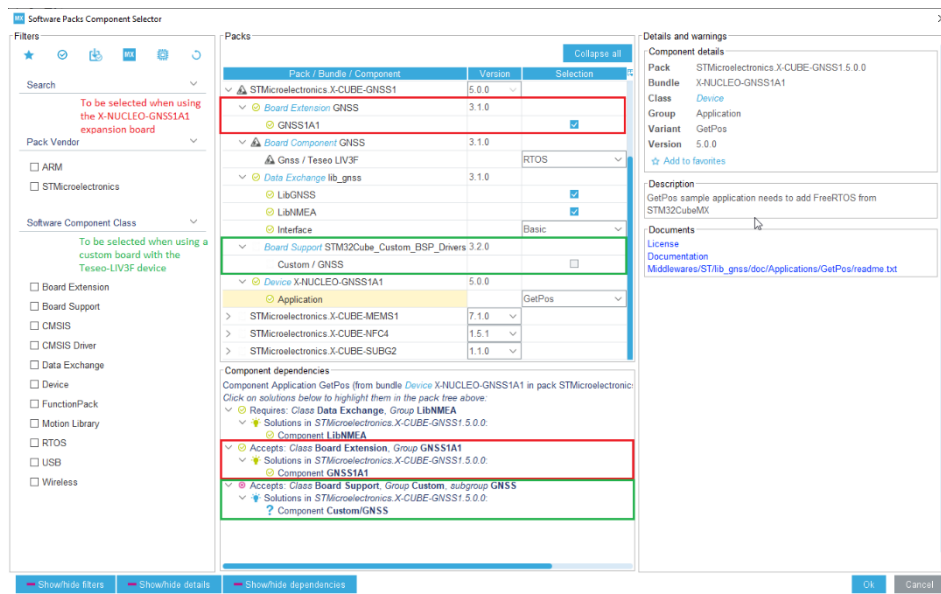 MX Software Packs Component Selector
Filters
Search
To be selected when using
the X-NUCLEO-GNSS1A1
expansion board
Pack Vendor
ARM
STMicroelectronics
Software Component Class
To be selected when using a
custom board with the
Teseo-LIV3F device
Board Extension
Board Support
CMSIS
CMSIS Driver
Data Exchange
Device
FunctionPack
Motion Library
RTOS
USB
Wireless
Packs
Collapse all
Pack / Bundle / Component Version Selection
STMicroelectronics.X-CUBE-GNSS1 5.0.0
Board Extension GNSS 3.1.0
GNSS1A1
Board Component GNSS 3.1.0
Gnss / Teseo LIV3F RTOS
Data Exchange lib_gnss 3.1.0
LibGNSS
LibNMEA
Interface Basic
Board Support STM32Cube_Custom_BSP_Drivers 3.2.0
Custom / GNSS
Device X-NUCLEO-GNSS1A1 5.0.0
Application GetPos
STMicroelectronics.X-CUBE-MEMS1 7.1.0
STMicroelectronics.X-CUBE-NFC4 1.5.1
STMicroelectronics.X-CUBE-SUBG2 1.1.0
Component dependencies
Component Application GetPos (from bundle Device X-NUCLEO-GNSS1A1 in pack STMicroelectronic
Click on solutions below to highlight them in the pack tree above:
Requires: Class Data Exchange, Group LibNMEA
Solutions in STMicroelectronics.X-CUBE-GNSS1.5.0.0:
Component LibNMEA
Accepts: Class Board Extension, Group GNSS1A1
Solutions in STMicroelectronics.X-CUBE-GNSS1.5.0.0:
Component GNSS1A1
Accepts: Class Board Support, Group Custom, subgroup GNSS
Solutions in STMicroelectronics.X-CUBE-GNSS1.5.0.0:
? Component Custom/GNSS
Details and warnings
Component details
Pack STMicroelectronics.X-CUBE-GNSS1.5.0.0
Bundle X-NUCLEO-GNSS1A1
Class Device
Group Application
Variant GetPos
Version 5.0.0
Add to favorites
Description
GetPos sample application needs to add FreeRTOS from
STM32CubeMX
Documents
License
Documentation
Middlewares/ST/lib_gnss/doc/Applications/GetPos/readme.txt
Show/hide filters Show/hide details Show/hide dependencies Ok Cancel